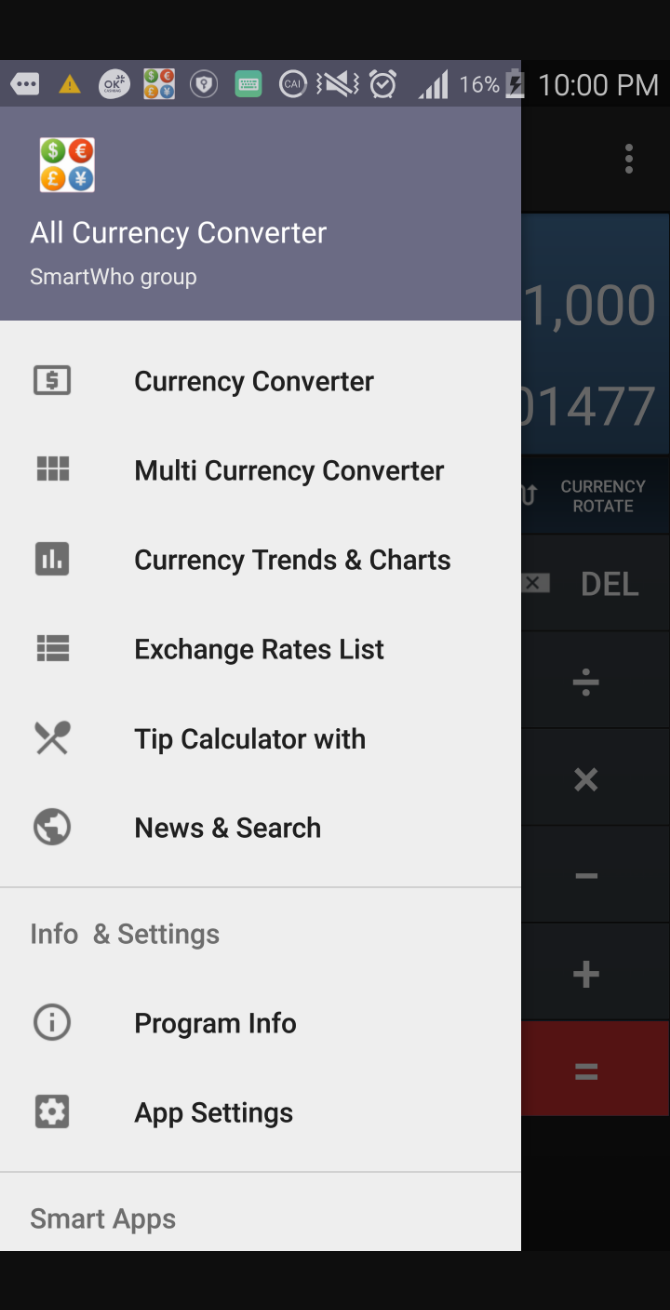 OK
CAI
16%
10:00 PM
$ €
£ ¥
All Currency Converter
SmartWho group
1,000
01477
CURRENCY
ROTATE
Currency Converter
Multi Currency Converter
Currency Trends & Charts
DEL
Exchange Rates List
÷
Tip Calculator with
×
News & Search
−
Info & Settings
+
Program Info
=
App Settings
Smart Apps